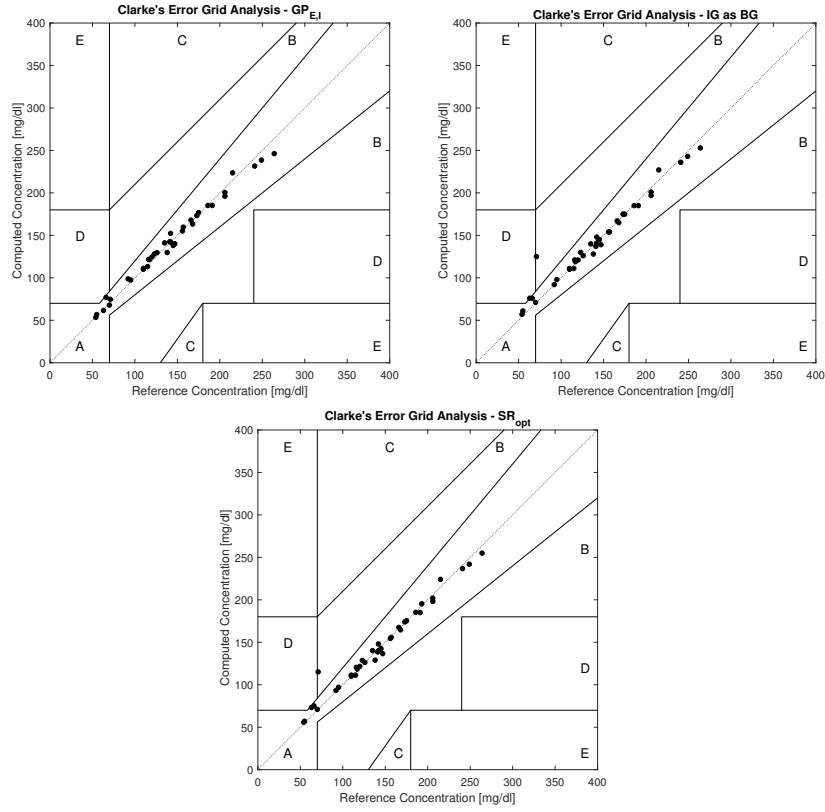 Clarke's Error Grid Analysis - GP_E,I
E
C
B
B
D
D
A
C
E
0
50
100
150
200
250
300
350
400
0
50
100
150
200
250
300
350
400
Reference Concentration [mg/dl]
Computed Concentration [mg/dl]
Clarke's Error Grid Analysis - IG as BG
E
C
B
B
D
D
A
C
E
0
50
100
150
200
250
300
350
400
0
50
100
150
200
250
300
350
400
Reference Concentration [mg/dl]
Computed Concentration [mg/dl]
Clarke's Error Grid Analysis - SR_opt
E
C
B
B
D
D
A
C
E
0
50
100
150
200
250
300
350
400
0
50
100
150
200
250
300
350
400
Reference Concentration [mg/dl]
Computed Concentration [mg/dl]